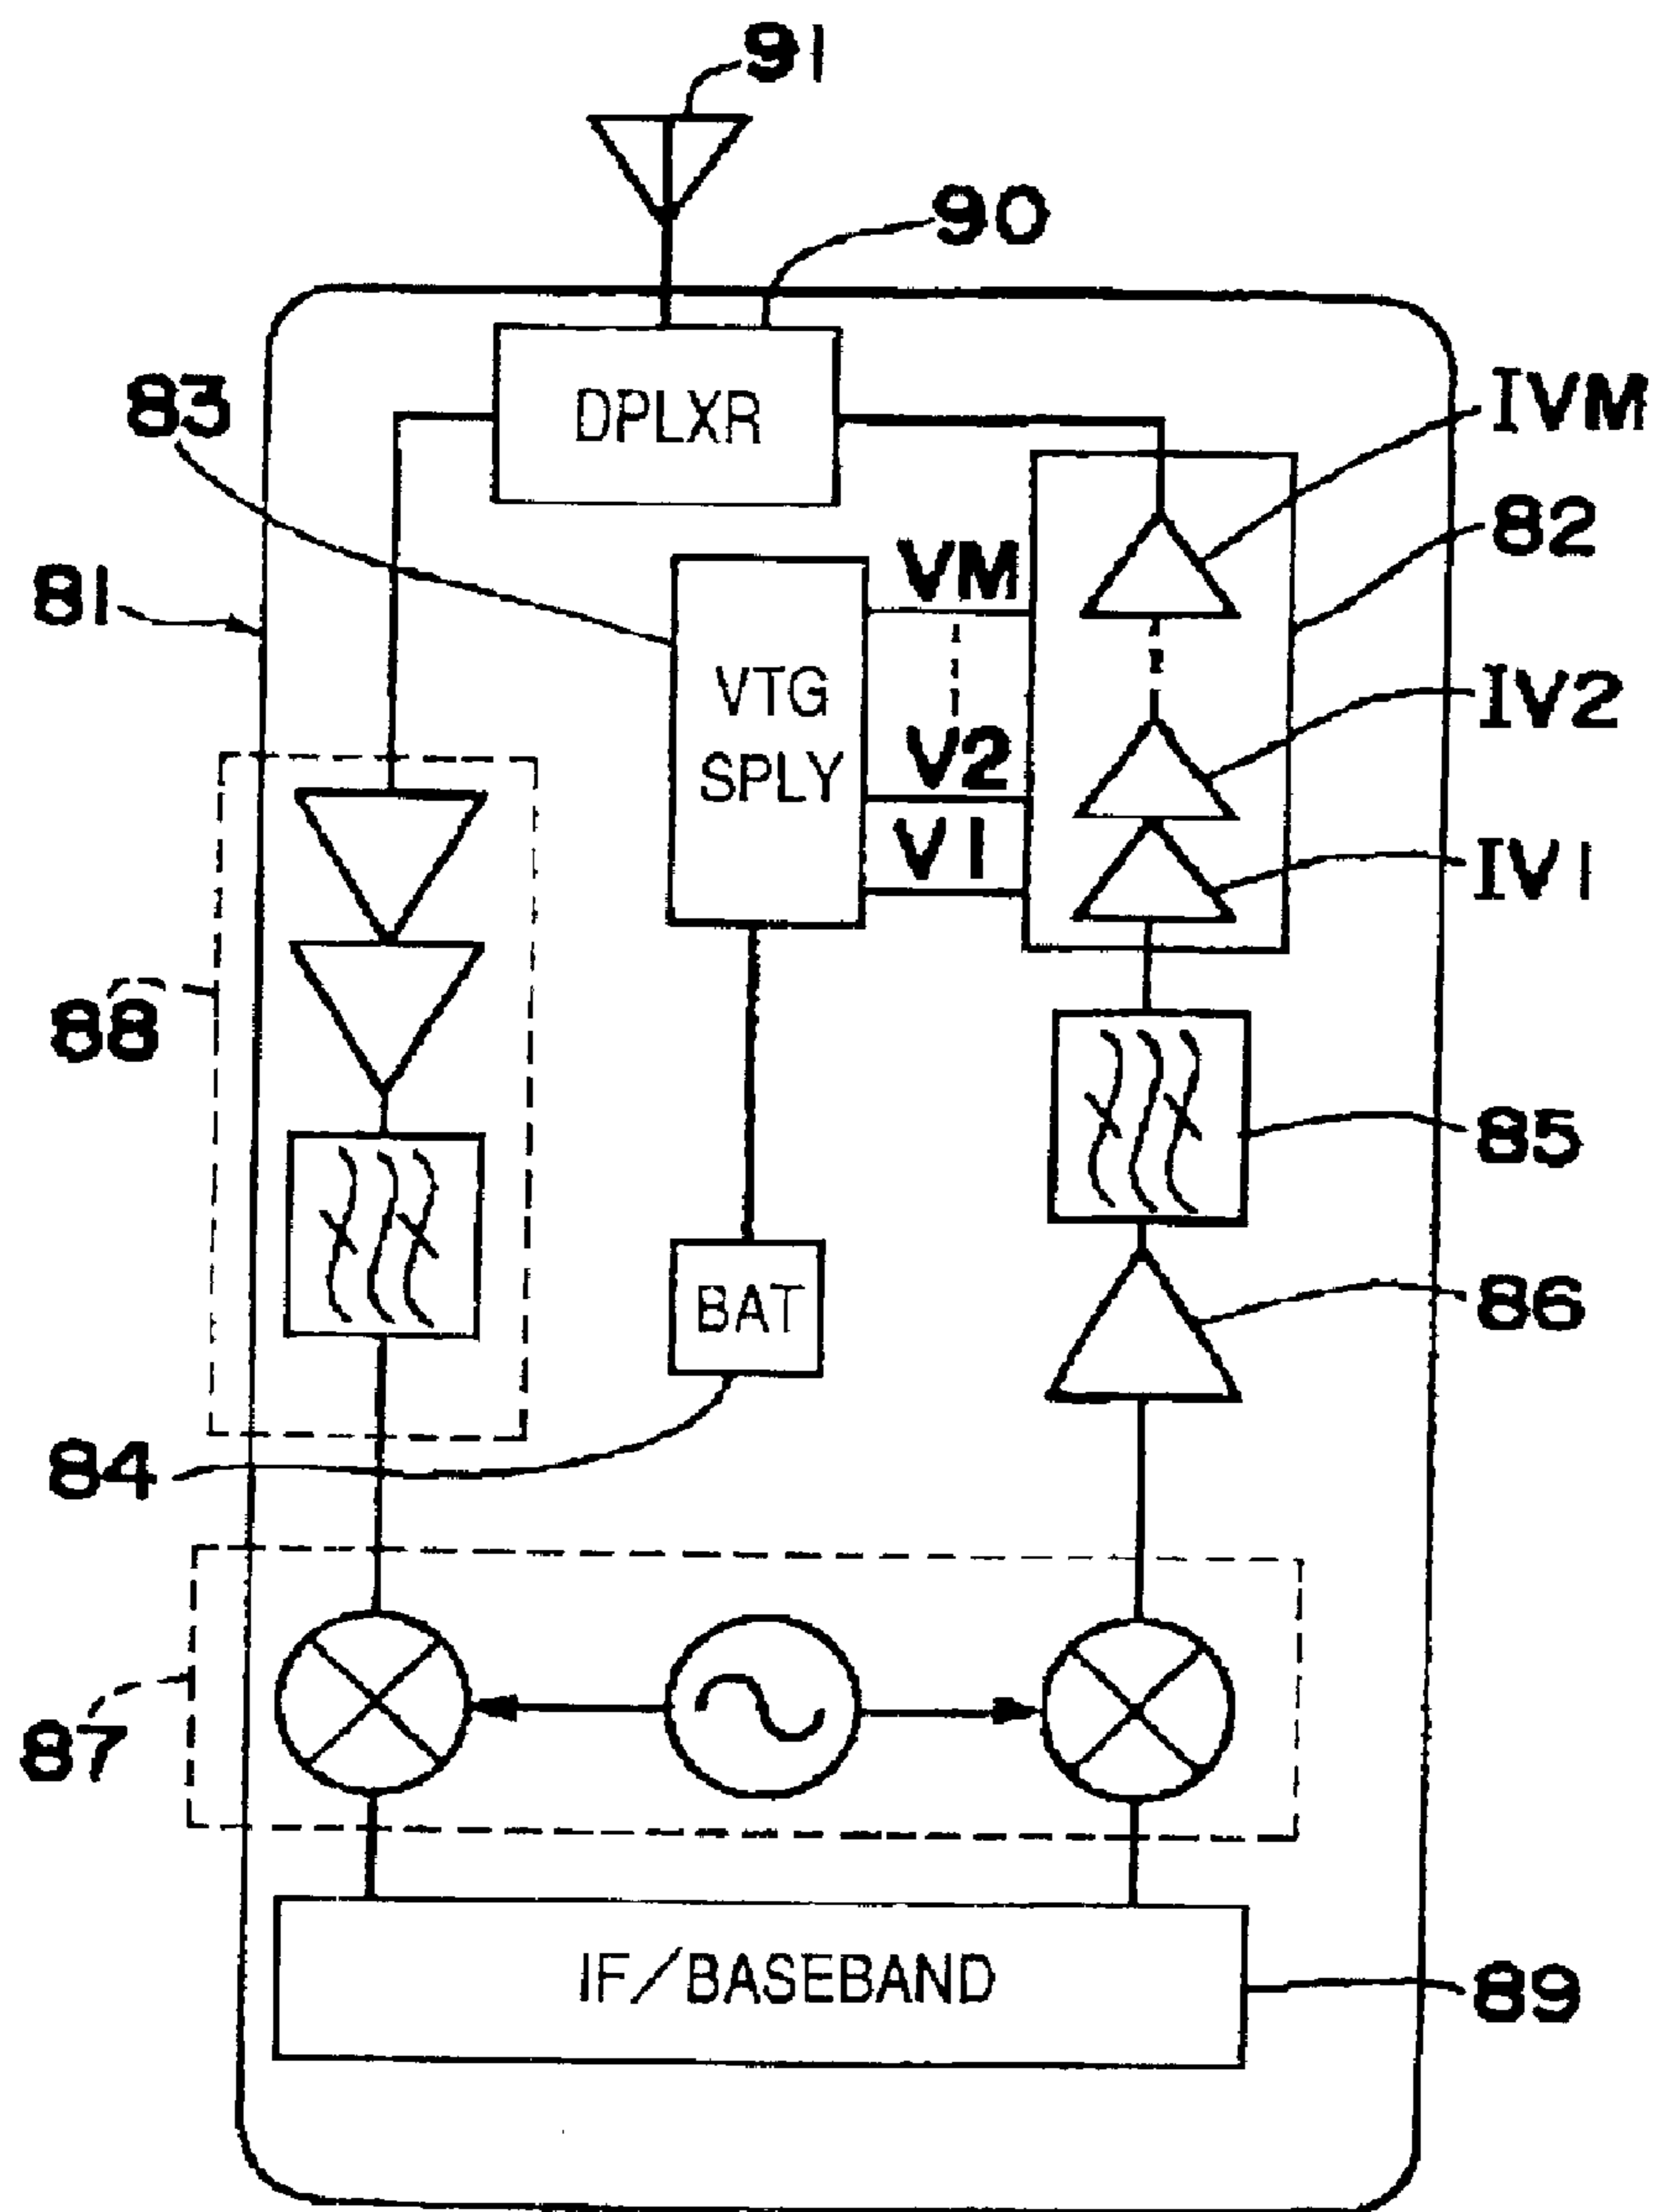 91
90
83
DPLXR
IVM
82
81
VM
VTG
SPLY
IV2
V2
V1
IV1
88
85
BAT
86
84
87
IF/BASEBAND
89